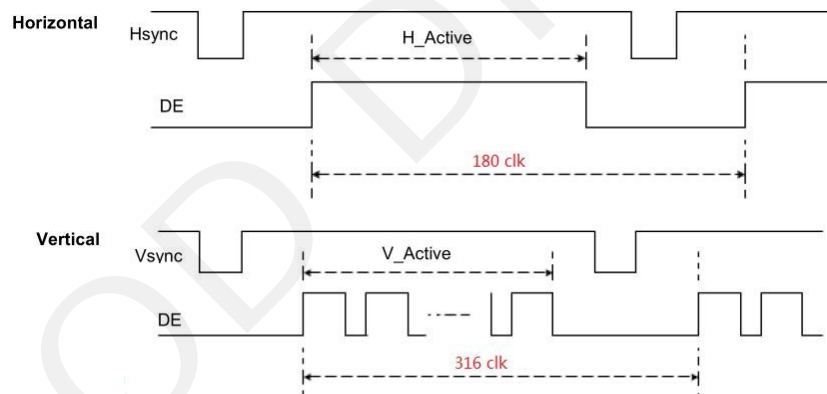 Horizontal
Hsync
H_Active
DE
180 clk
Vertical
Vsync
V_Active
DE
316 clk